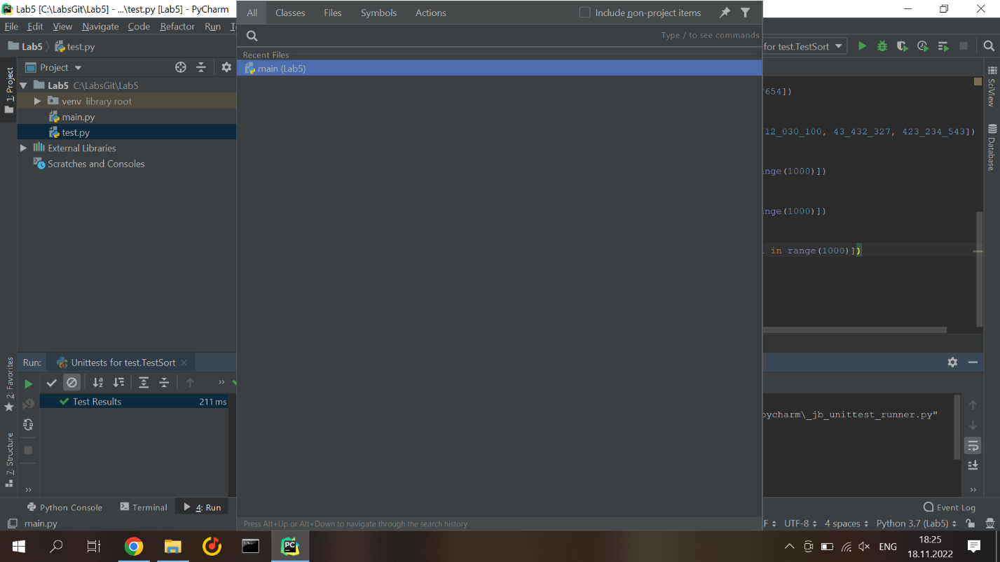 Lab5 [C:\LabsGit\Lab5] - ...\test.py [Lab5] - PyCharm
File Edit View Navigate Code Refactor Run T
Lab5 test.py
for test.TestSort
All Classes Files Symbols Actions Include non-project items
Type / to see commands
Recent Files
main (Lab5)
Press Alt+Up or Alt+Down to navigate through the search history
1: Project
Project
Lab5 C:\LabsGit\Lab5
venv library root
main.py
test.py
External Libraries
Scratches and Consoles
654])
12_030_100, 43_432_327, 423_234_543])
nge(1000)])
nge(1000)])
in range(1000)])
SciView
Database
2: Favorites
7: Structure
Run: Unittests for test.TestSort
Test Results 211 ms
pycharm\_jb_unittest_runner.py"
Python Console Terminal 4: Run Event Log
main.py
F UTF-8 4 spaces Python 3.7 (Lab5)
PC
ENG
18:25
18.11.2022